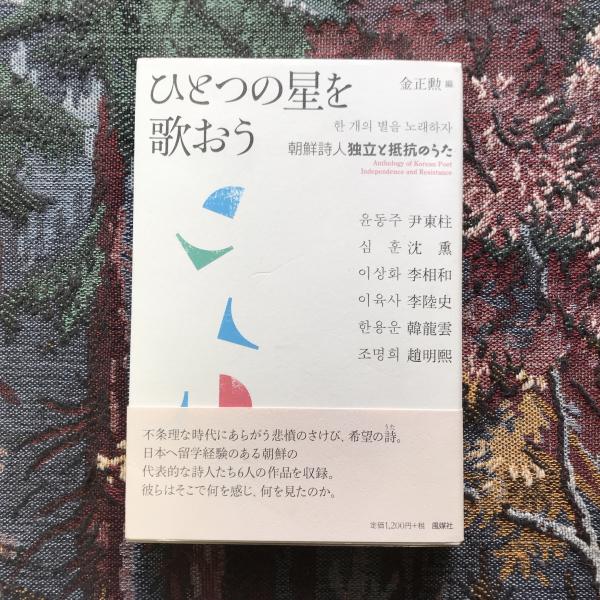 ひとつの星を
歌おう
金正勲 編
한 개의 별을 노래하자
朝鮮詩人 独立と抵抗のうた
Anthology of Korean Poet
Independence and Resistance
윤동주 尹東柱
심 훈 沈 熏
이상화 李相和
이육사 李陸史
한용운 韓龍雲
조명희 趙明熙
不条理な時代にあらがう悲憤のさけび、希望の詩。
うた
日本へ留学経験のある朝鮮の
代表的な詩人たち6人の作品を収録。
彼らはそこで何を感じ、何を見たのか。
定価1,200円+税 風媒社